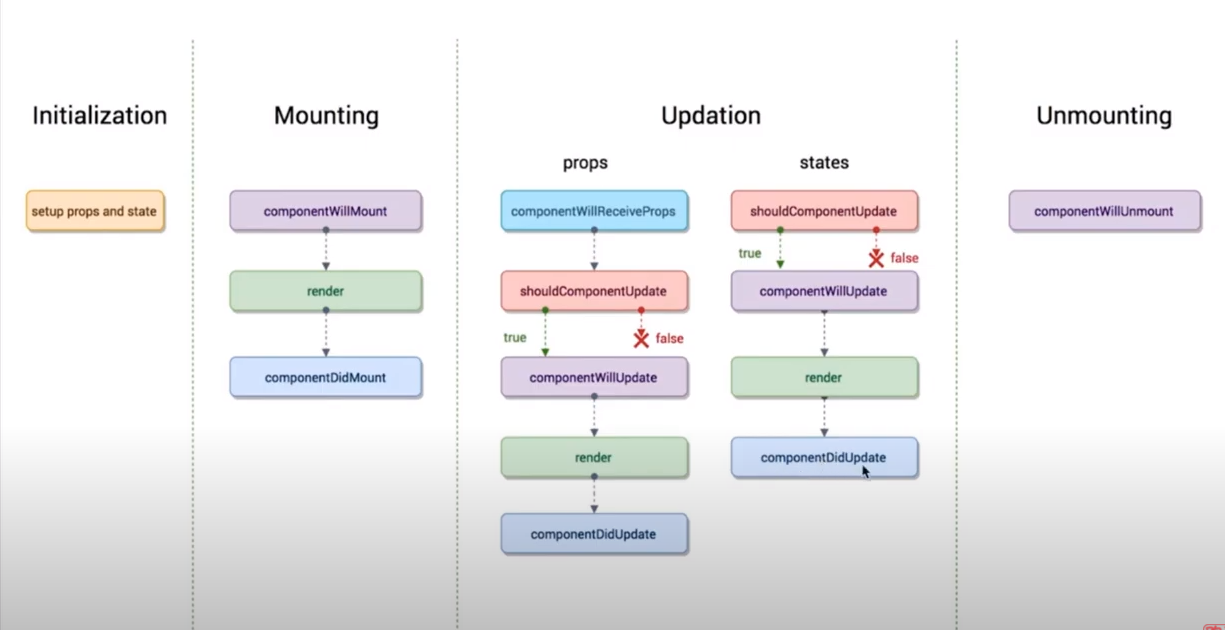 Initialization
Mounting
Updation
Unmounting
props
states
setup props and state
componentWillMount
render
componentDidMount
componentWillReceiveProps
shouldComponentUpdate
true
false
componentWillUpdate
render
componentDidUpdate
shouldComponentUpdate
true
false
componentWillUpdate
render
componentDidUpdate
componentWillUnmount